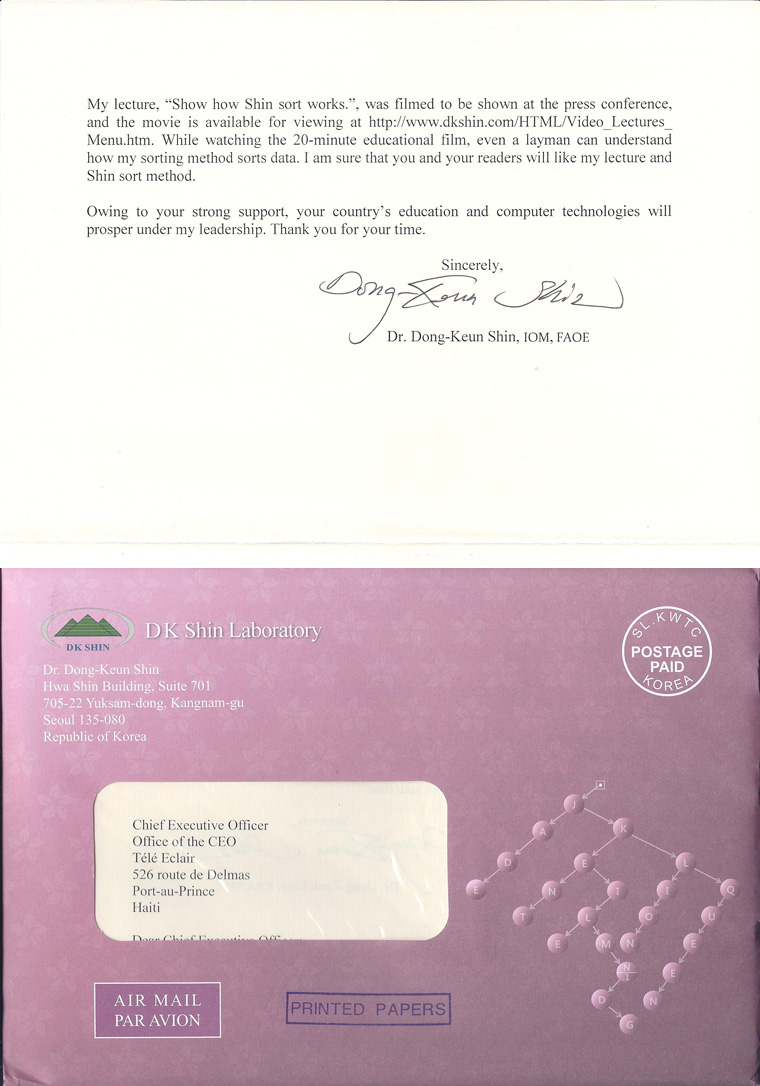 My lecture, “Show how Shin sort works.”, was filmed to be shown at the press conference,
and the movie is available for viewing at http://www.dkshin.com/HTML/Video_Lectures_
Menu.htm. While watching the 20-minute educational film, even a layman can understand
how my sorting method sorts data. I am sure that you and your readers will like my lecture and
Shin sort method.
Owing to your strong support, your country’s education and computer technologies will
prosper under my leadership. Thank you for your time.
Sincerely,
Dong-Keun Shin
Dr. Dong-Keun Shin, IOM, FAOE
DK SHIN
DK Shin Laboratory
Dr. Dong-Keun Shin
Hwa Shin Building, Suite 701
705-22 Yuksam-dong, Kangnam-gu
Seoul 135-080
Republic of Korea
SL.KWTC
POSTAGE
PAID
KOREA
Chief Executive Officer
Office of the CEO
Télé Eclair
526 route de Delmas
Port-au-Prince
Haiti
Dear Chief Executive Officer:
J
A K
D E L
E N I I Q
T L O U
E M N E
N E
I
D N
G
AIR MAIL
PAR AVION
PRINTED PAPERS